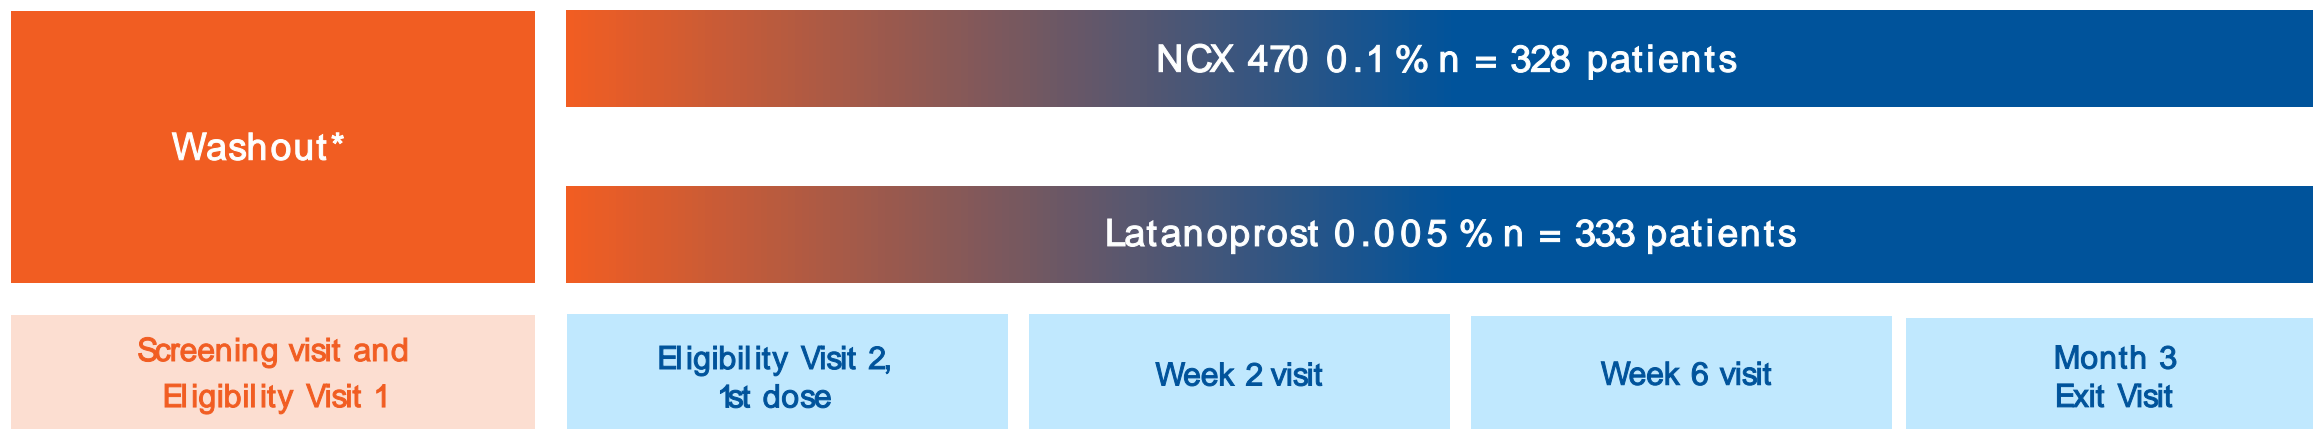 Washout*
NCX 470 0.1% n = 328 patients
Latanoprost 0.005% n = 333 patients
Screening visit and
Eligibility Visit 1
Eligibility Visit 2,
1st dose
Week 2 visit
Week 6 visit
Month 3
Exit Visit